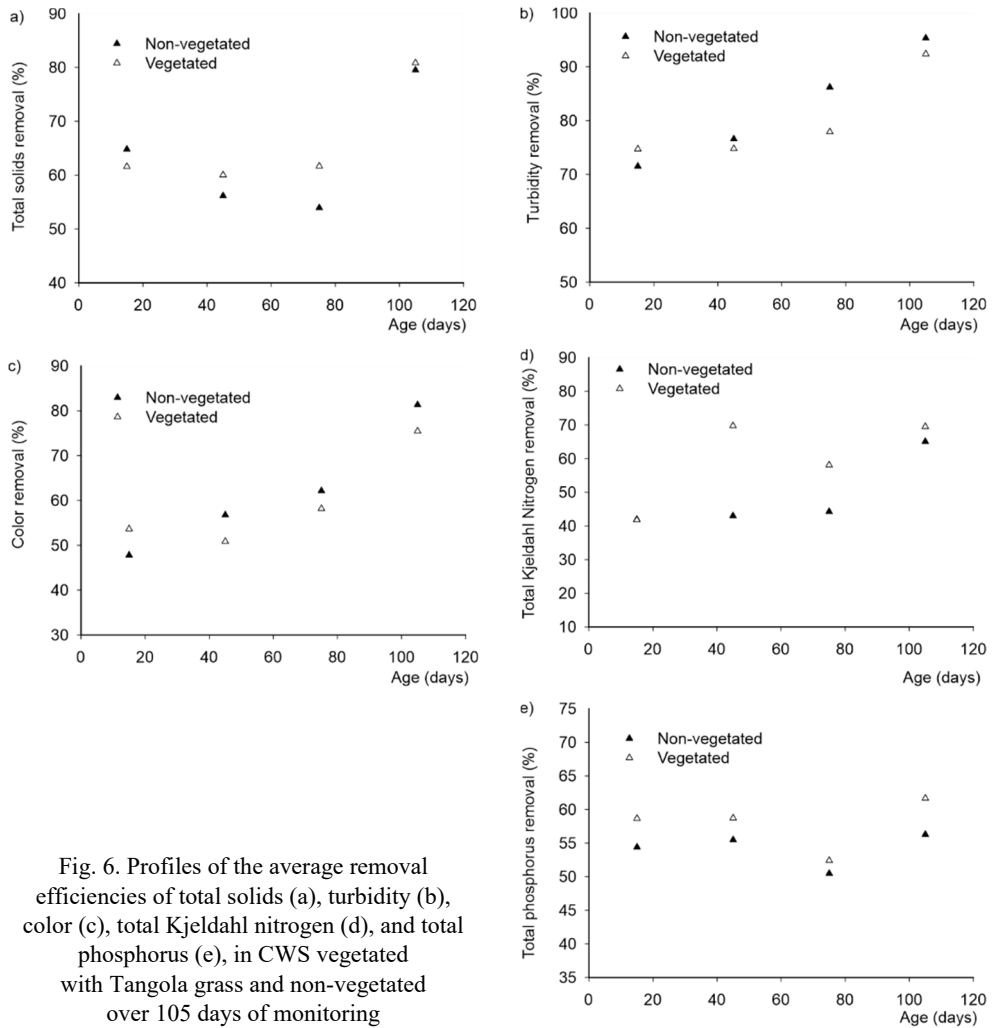 a)
90
80
70
60
50
40
Total solids removal (%)
Non-vegetated
Vegetated
0 20 40 60 80 100 120
Age (days)
b)
100
90
80
70
60
50
Turbidity removal (%)
Non-vegetated
Vegetated
0 20 40 60 80 100 120
Age (days)
c)
90
80
70
60
50
40
30
Color removal (%)
Non-vegetated
Vegetated
0 20 40 60 80 100 120
Age (days)
d)
90
80
70
60
50
40
30
20
10
Total Kjeldahl Nitrogen removal (%)
Non-vegetated
Vegetated
0 20 40 60 80 100 120
Age (days)
e)
75
70
65
60
55
50
45
40
35
Total phosphorus removal (%)
Non-vegetated
Vegetated
0 20 40 60 80 100 120
Age (days)
Fig. 6. Profiles of the average removal
efficiencies of total solids (a), turbidity (b),
color (c), total Kjeldahl nitrogen (d), and total
phosphorus (e), in CWS vegetated
with Tangola grass and non-vegetated
over 105 days of monitoring